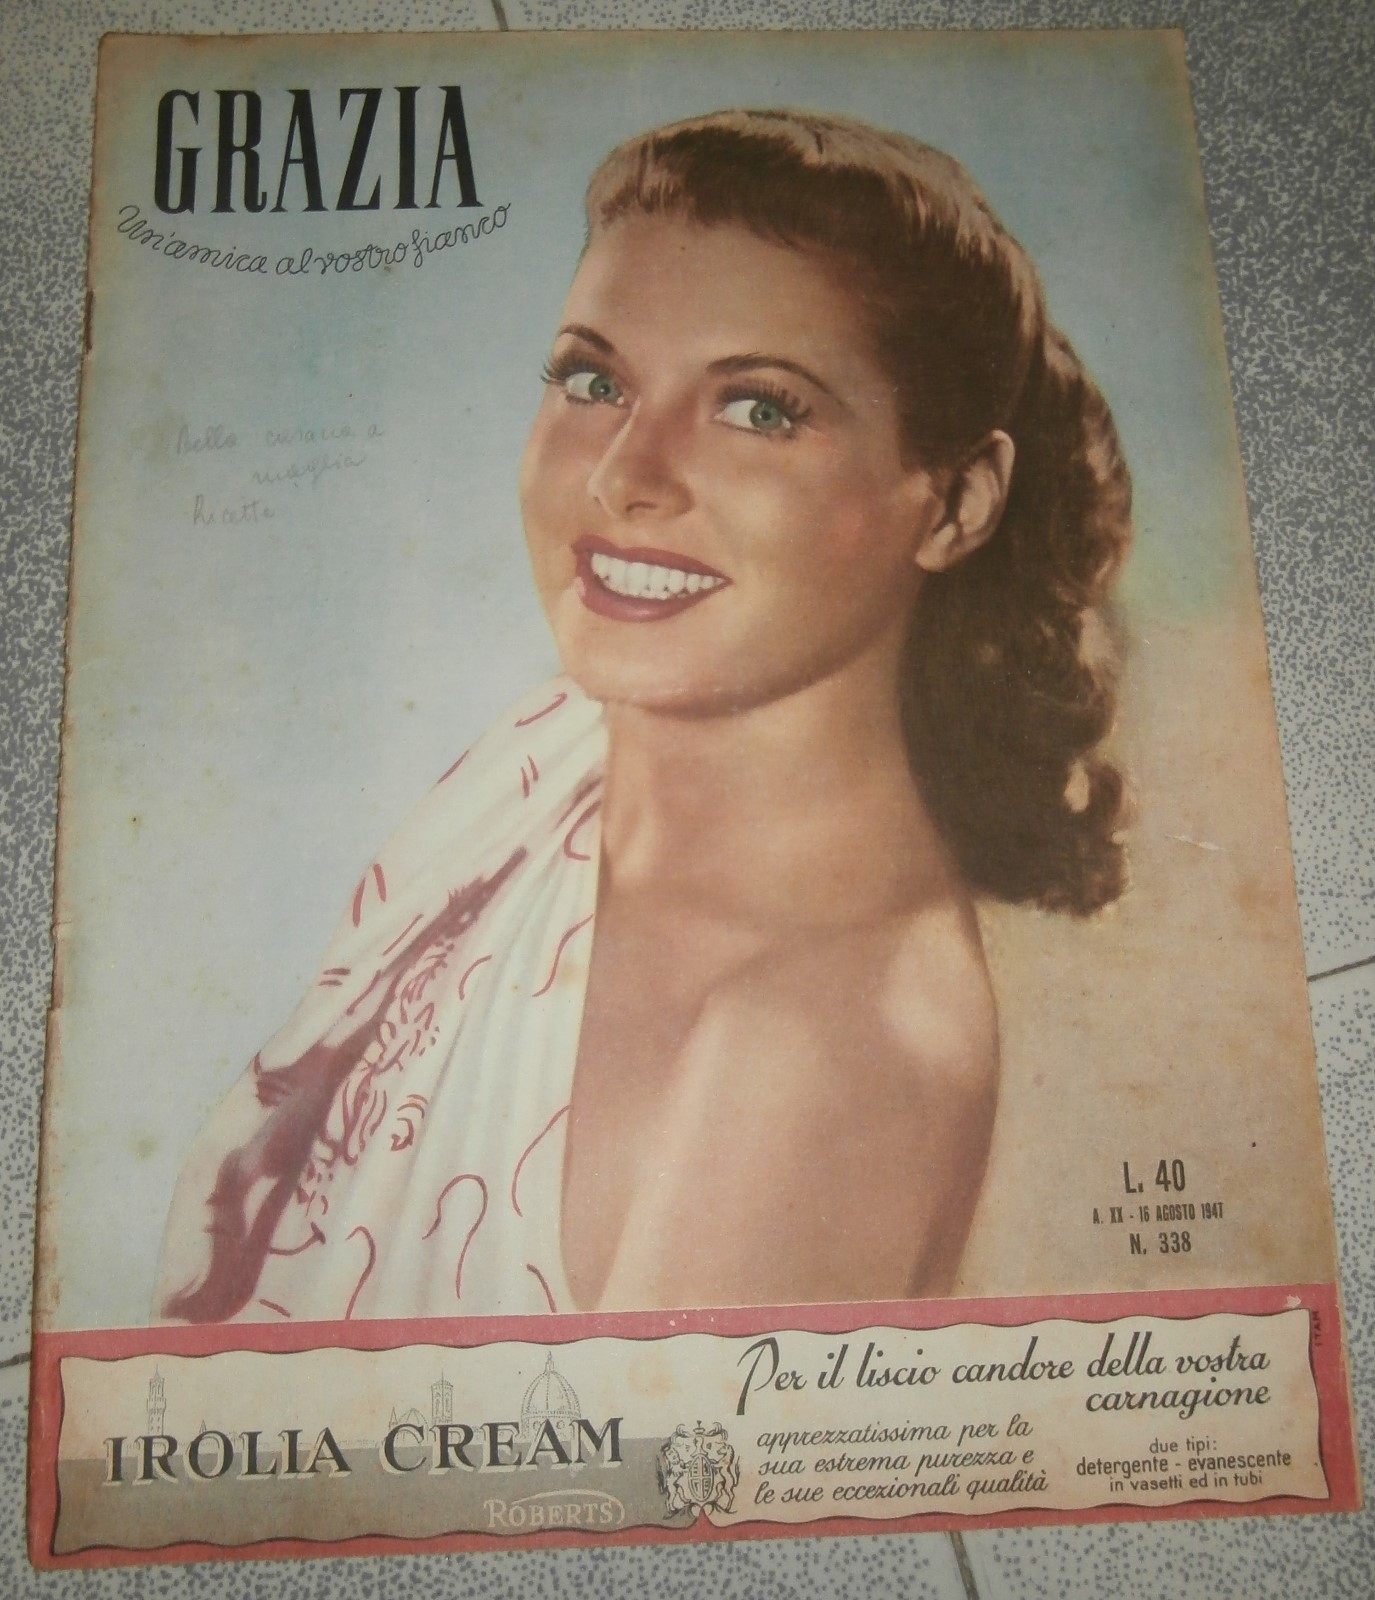 GRAZIA
Un'amica al vostro fianco
Bella
maglia
Ricette
L. 40
A. XX - 16 AGOSTO 1947
N. 338
ITAM
Per il liscio candore della vostra
carnagione
IROLIA CREAM
ROBERTS
apprezzatissima per la
sua estrema purezza e
le sue eccezionali qualità
due tipi:
detergente - evanescente
in vasetti ed in tubi